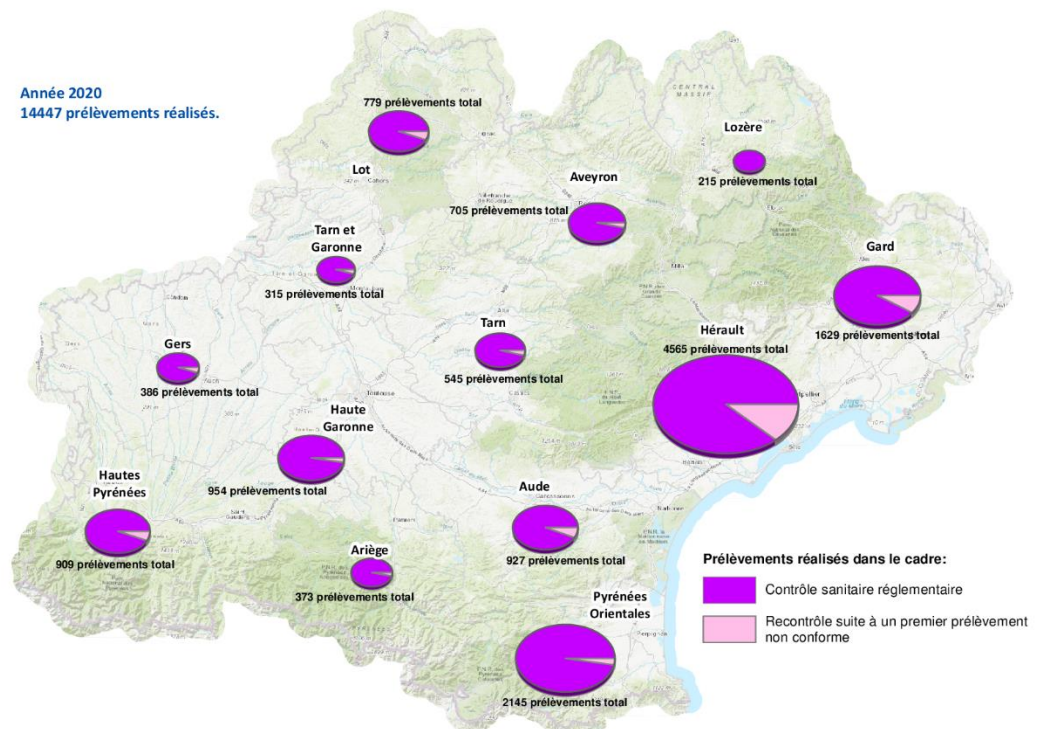 Année 2020
14447 prélèvements réalisés.
779 prélèvements total
Lot
Lozère
215 prélèvements total
Aveyron
705 prélèvements total
Tarn et
Garonne
315 prélèvements total
Gard
1629 prélèvements total
Hérault
4565 prélèvements total
Tarn
545 prélèvements total
Gers
386 prélèvements total
Haute
Garonne
954 prélèvements total
Hautes
Pyrénées
909 prélèvements total
Aude
927 prélèvements total
Ariège
373 prélèvements total
Pyrénées
Orientales
2145 prélèvements total
Prélèvements réalisés dans le cadre:
Contrôle sanitaire réglementaire
Recontrôle suite à un premier prélèvement
non conforme
CENTRAL
MASSIF
Toulouse